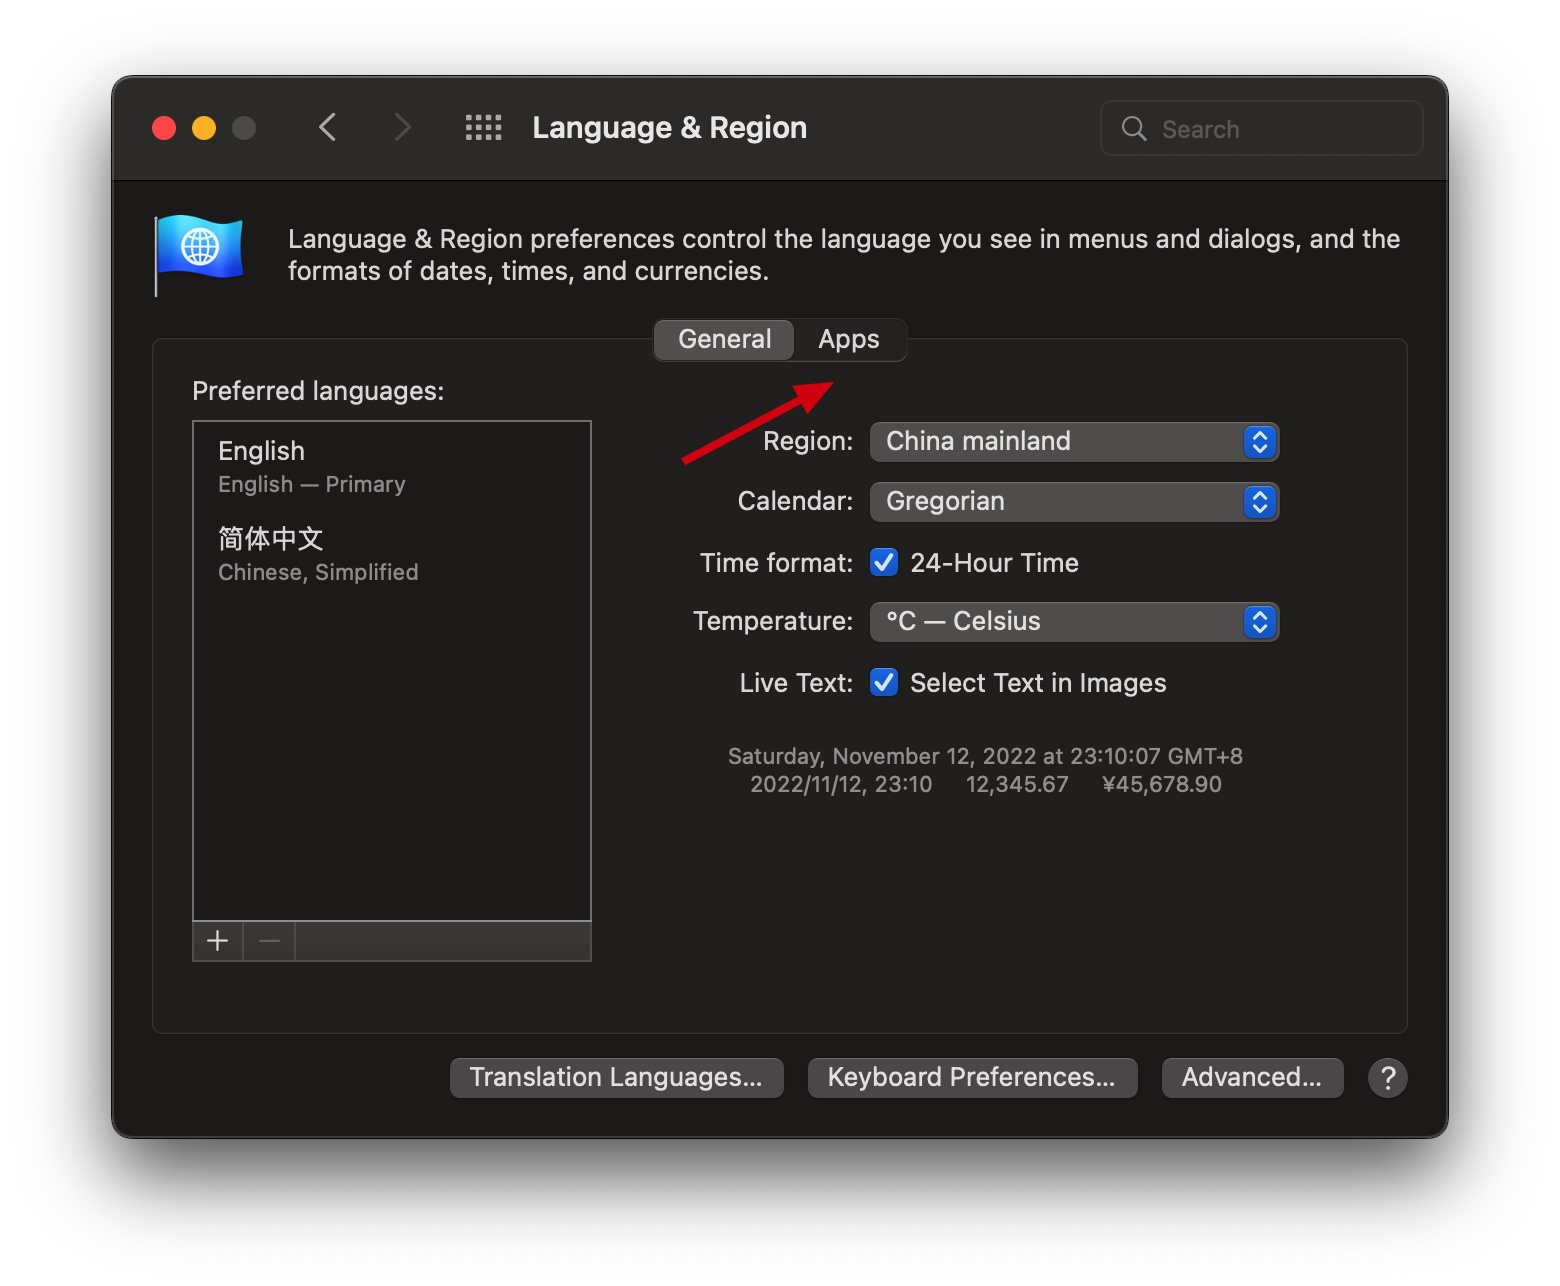 Language & Region
Search
Language & Region preferences control the language you see in menus and dialogs, and the
formats of dates, times, and currencies.
General Apps
Preferred languages:
English
English — Primary
简体中文
Chinese, Simplified
Region: China mainland
Calendar: Gregorian
Time format: 24-Hour Time
Temperature: °C — Celsius
Live Text: Select Text in Images
Saturday, November 12, 2022 at 23:10:07 GMT+8
2022/11/12, 23:10 12,345.67 ¥45,678.90
Translation Languages... Keyboard Preferences... Advanced... ?